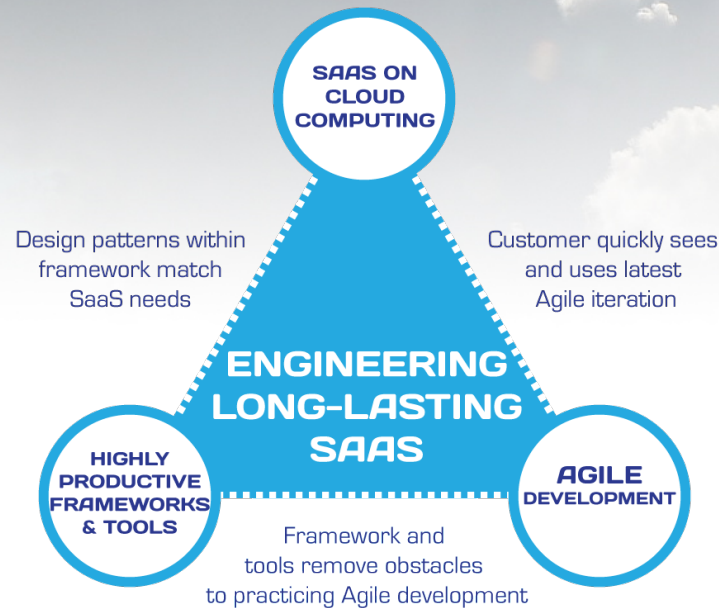 SAAS ON
CLOUD
COMPUTING
Design patterns within
framework match
SaaS needs
Customer quickly sees
and uses latest
Agile iteration
ENGINEERING
LONG-LASTING
SAAS
HIGHLY
PRODUCTIVE
FRAMEWORKS
& TOOLS
AGILE
DEVELOPMENT
Framework and
tools remove obstacles
to practicing Agile development